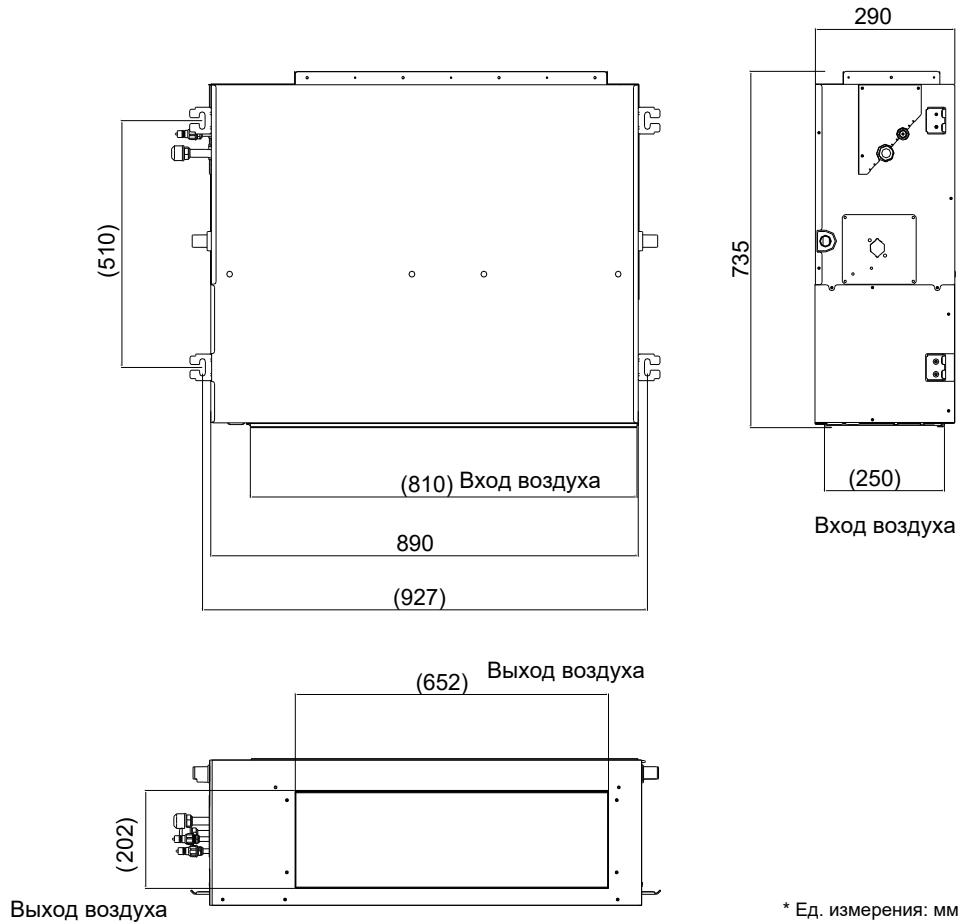 290
(510)
735
(810) Вход воздуха
(250)
Вход воздуха
890
(927)
Выход воздуха
(652)
(202)
Выход воздуха
* Ед. измерения: мм